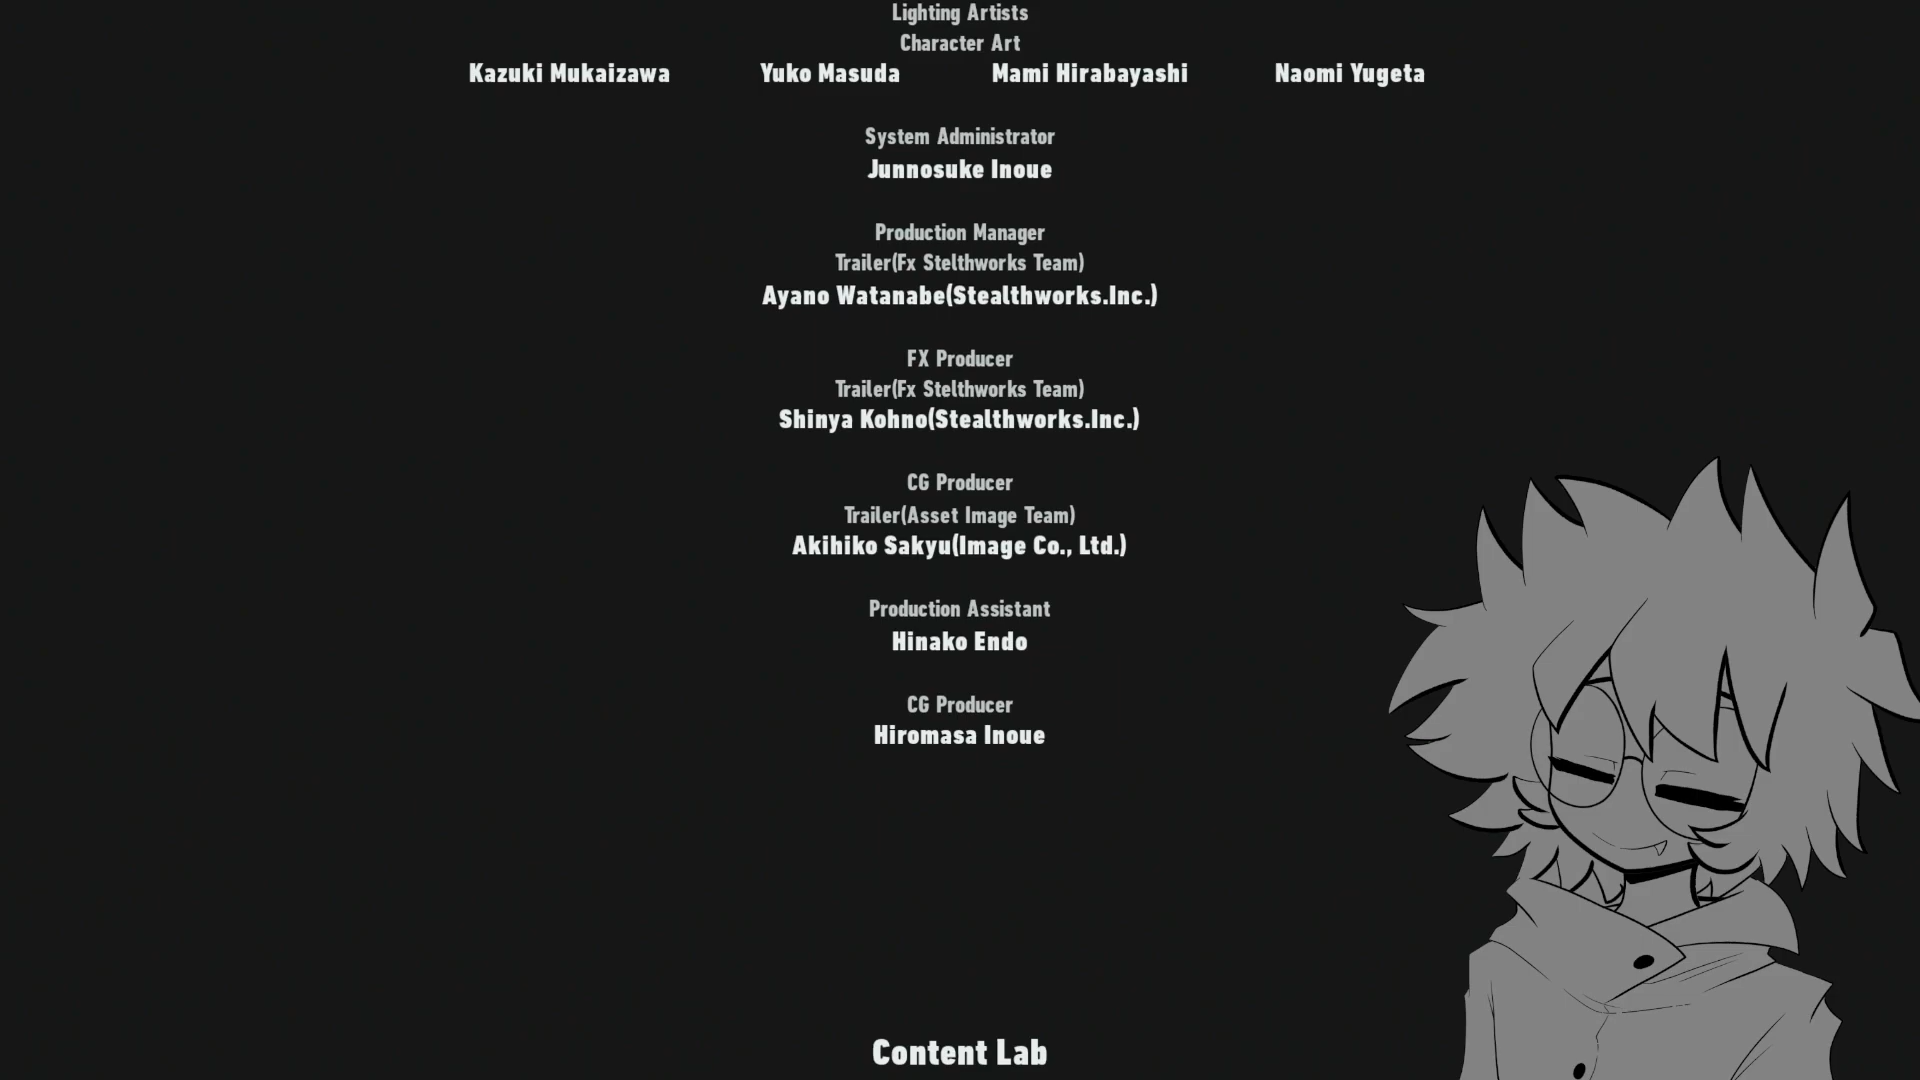 Lighting Artists
Character Art
Kazuki Mukaizawa Yuko Masuda Mami Hirabayashi Naomi Yugeta
System Administrator
Junnosuke Inoue
Production Manager
Trailer(Fx Stelthworks Team)
Ayano Watanabe(Stealthworks.Inc.)
FX Producer
Trailer(Fx Stelthworks Team)
Shinya Kohno(Stealthworks.Inc.)
CG Producer
Trailer(Asset Image Team)
Akihiko Sakyu(Image Co., Ltd.)
Production Assistant
Hinako Endo
CG Producer
Hiromasa Inoue
Content Lab